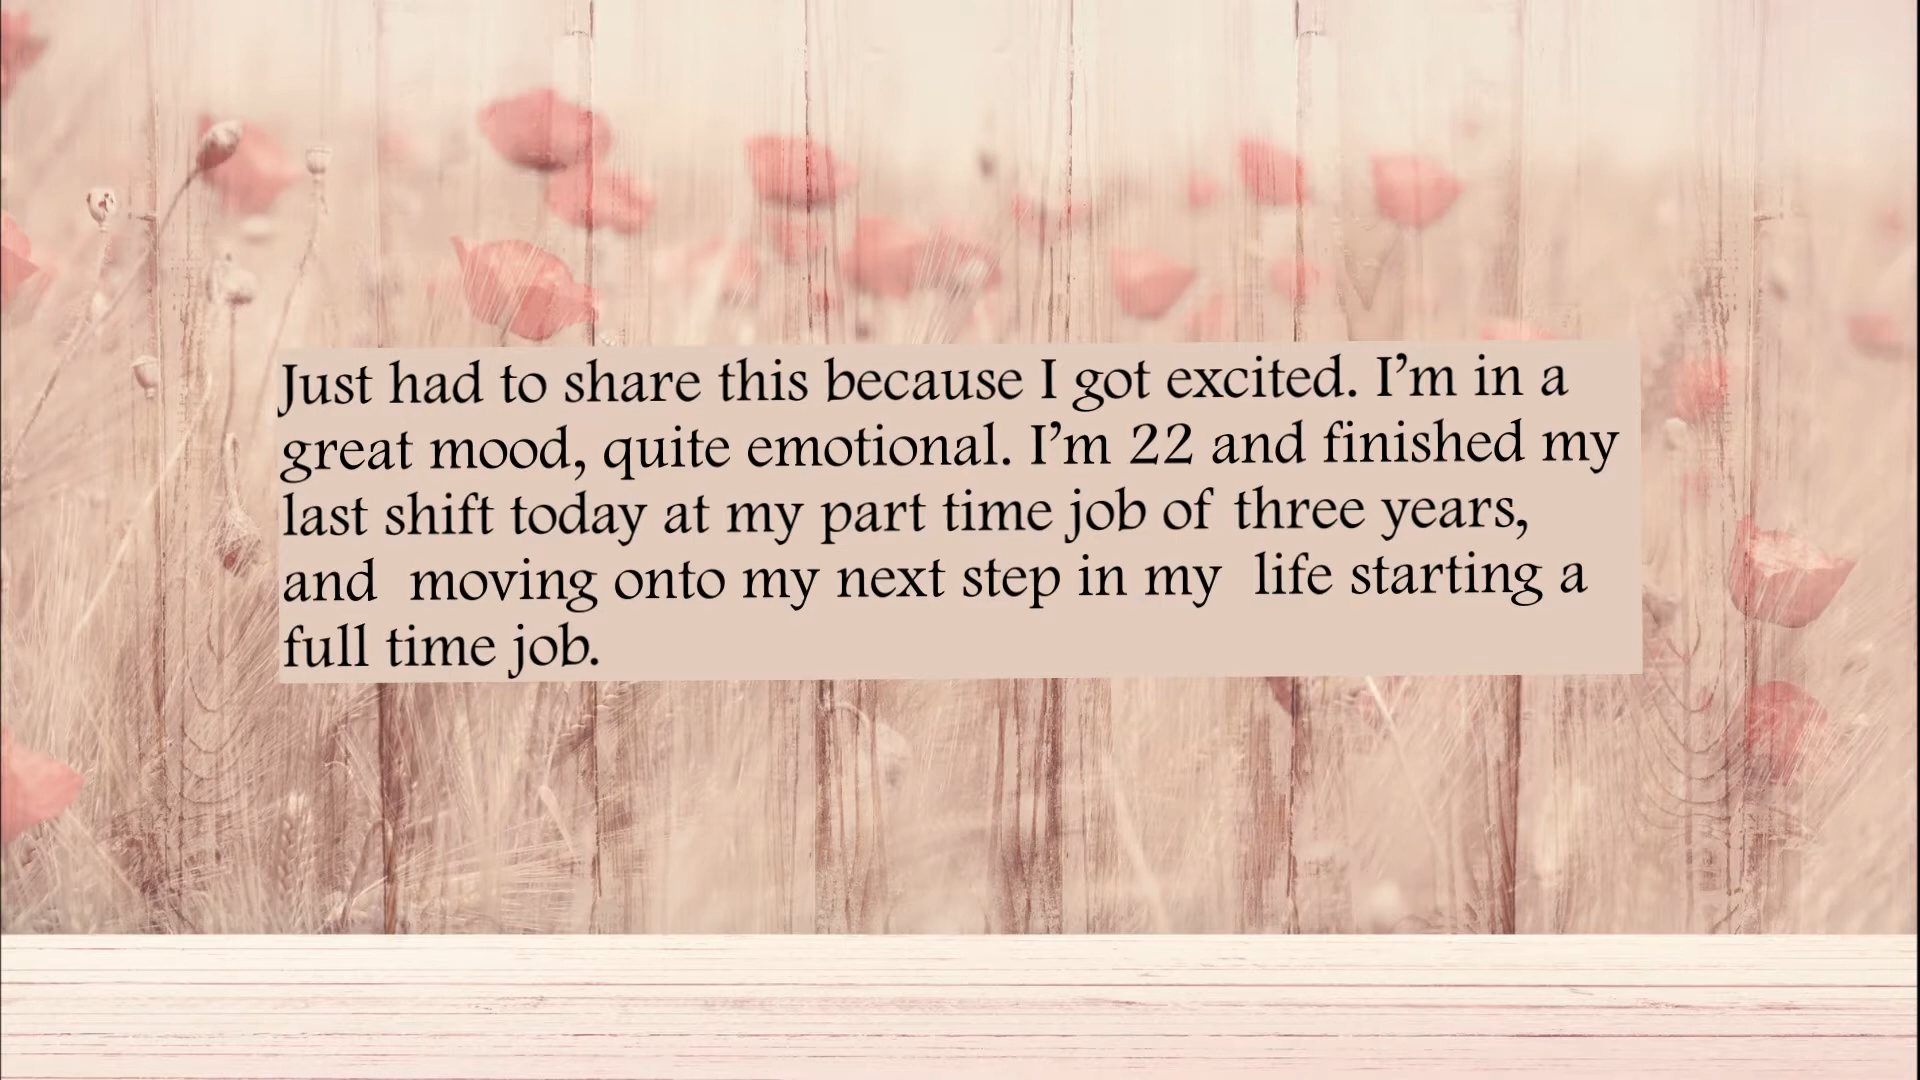 Just had to share this because I got excited. I’m in a
great mood, quite emotional. I’m 22 and finished my
last shift today at my part time job of three years,
and moving onto my next step in my life starting a
full time job.